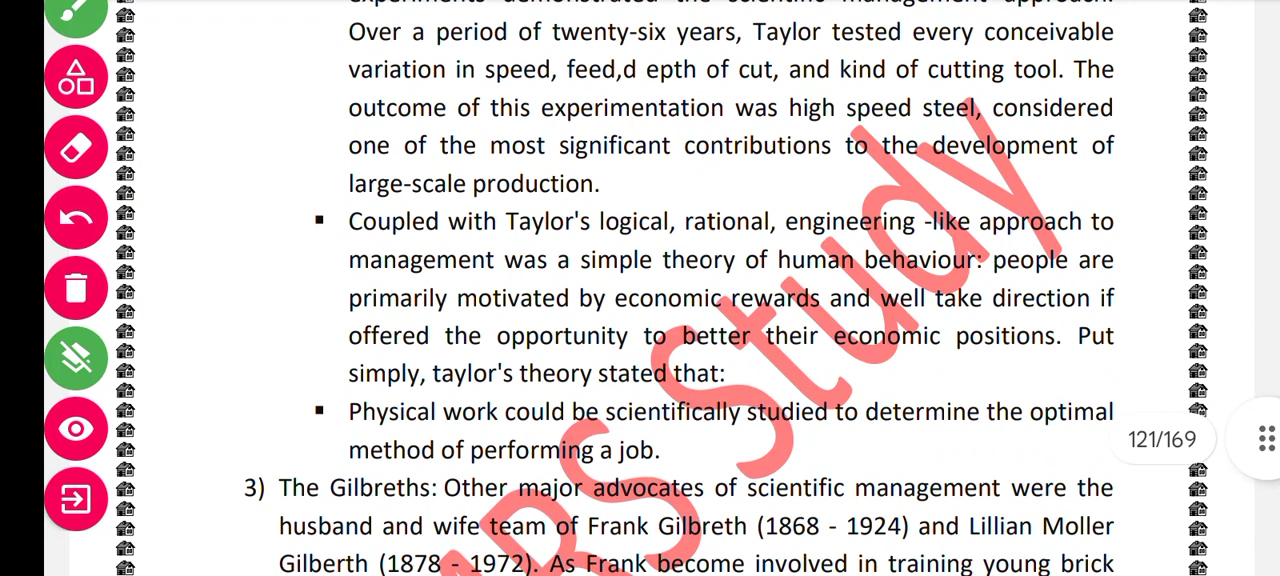 experiments demonstrated the scientific management approach.
Over a period of twenty-six years, Taylor tested every conceivable
variation in speed, feed,d epth of cut, and kind of cutting tool. The
outcome of this experimentation was high speed steel, considered
one of the most significant contributions to the development of
large-scale production.
▪ Coupled with Taylor's logical, rational, engineering -like approach to
management was a simple theory of human behaviour: people are
primarily motivated by economic rewards and well take direction if
offered the opportunity to better their economic positions. Put
simply, taylor's theory stated that:
▪ Physical work could be scientifically studied to determine the optimal
method of performing a job.
121/169
3) The Gilbreths: Other major advocates of scientific management were the
husband and wife team of Frank Gilbreth (1868 - 1924) and Lillian Moller
Gilberth (1878 - 1972). As Frank become involved in training young brick
RS Study